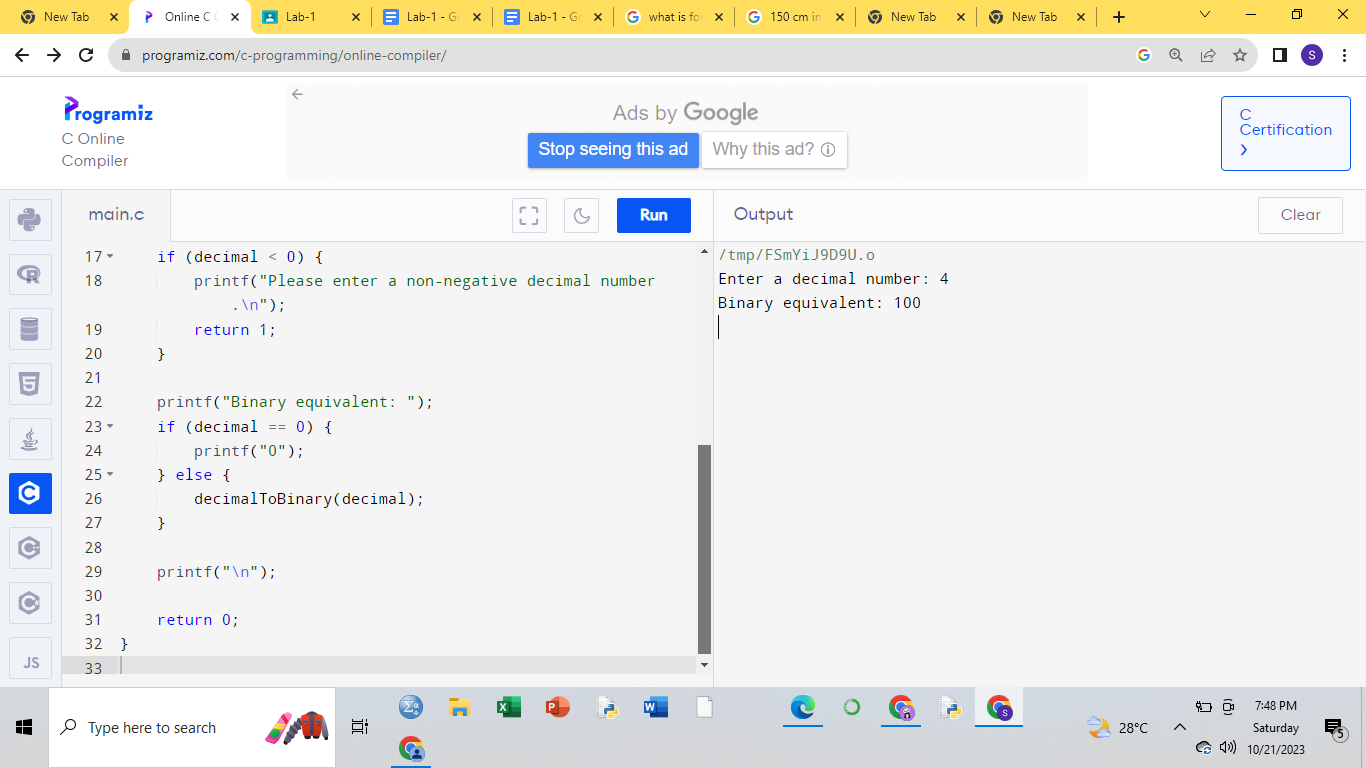 New Tab
Online C C
Lab-1
Lab-1 - Go
Lab-1 - Go
what is fo
150 cm in
New Tab
New Tab
programiz.com/c-programming/online-compiler/
S
Programiz
C Online
Compiler
Ads by Google
Stop seeing this ad
Why this ad?
C
Certification
main.c
Run
Output
Clear
17 if (decimal < 0) {
18 printf("Please enter a non-negative decimal number
.\n");
19 return 1;
20 }
21
22 printf("Binary equivalent: ");
23 if (decimal == 0) {
24 printf("0");
25 } else {
26 decimalToBinary(decimal);
27 }
28
29 printf("\n");
30
31 return 0;
32 }
33
/tmp/FSmYiJ9D9U.o
Enter a decimal number: 4
Binary equivalent: 100
JS
Type here to search
28°C
7:48 PM
Saturday
10/21/2023
5